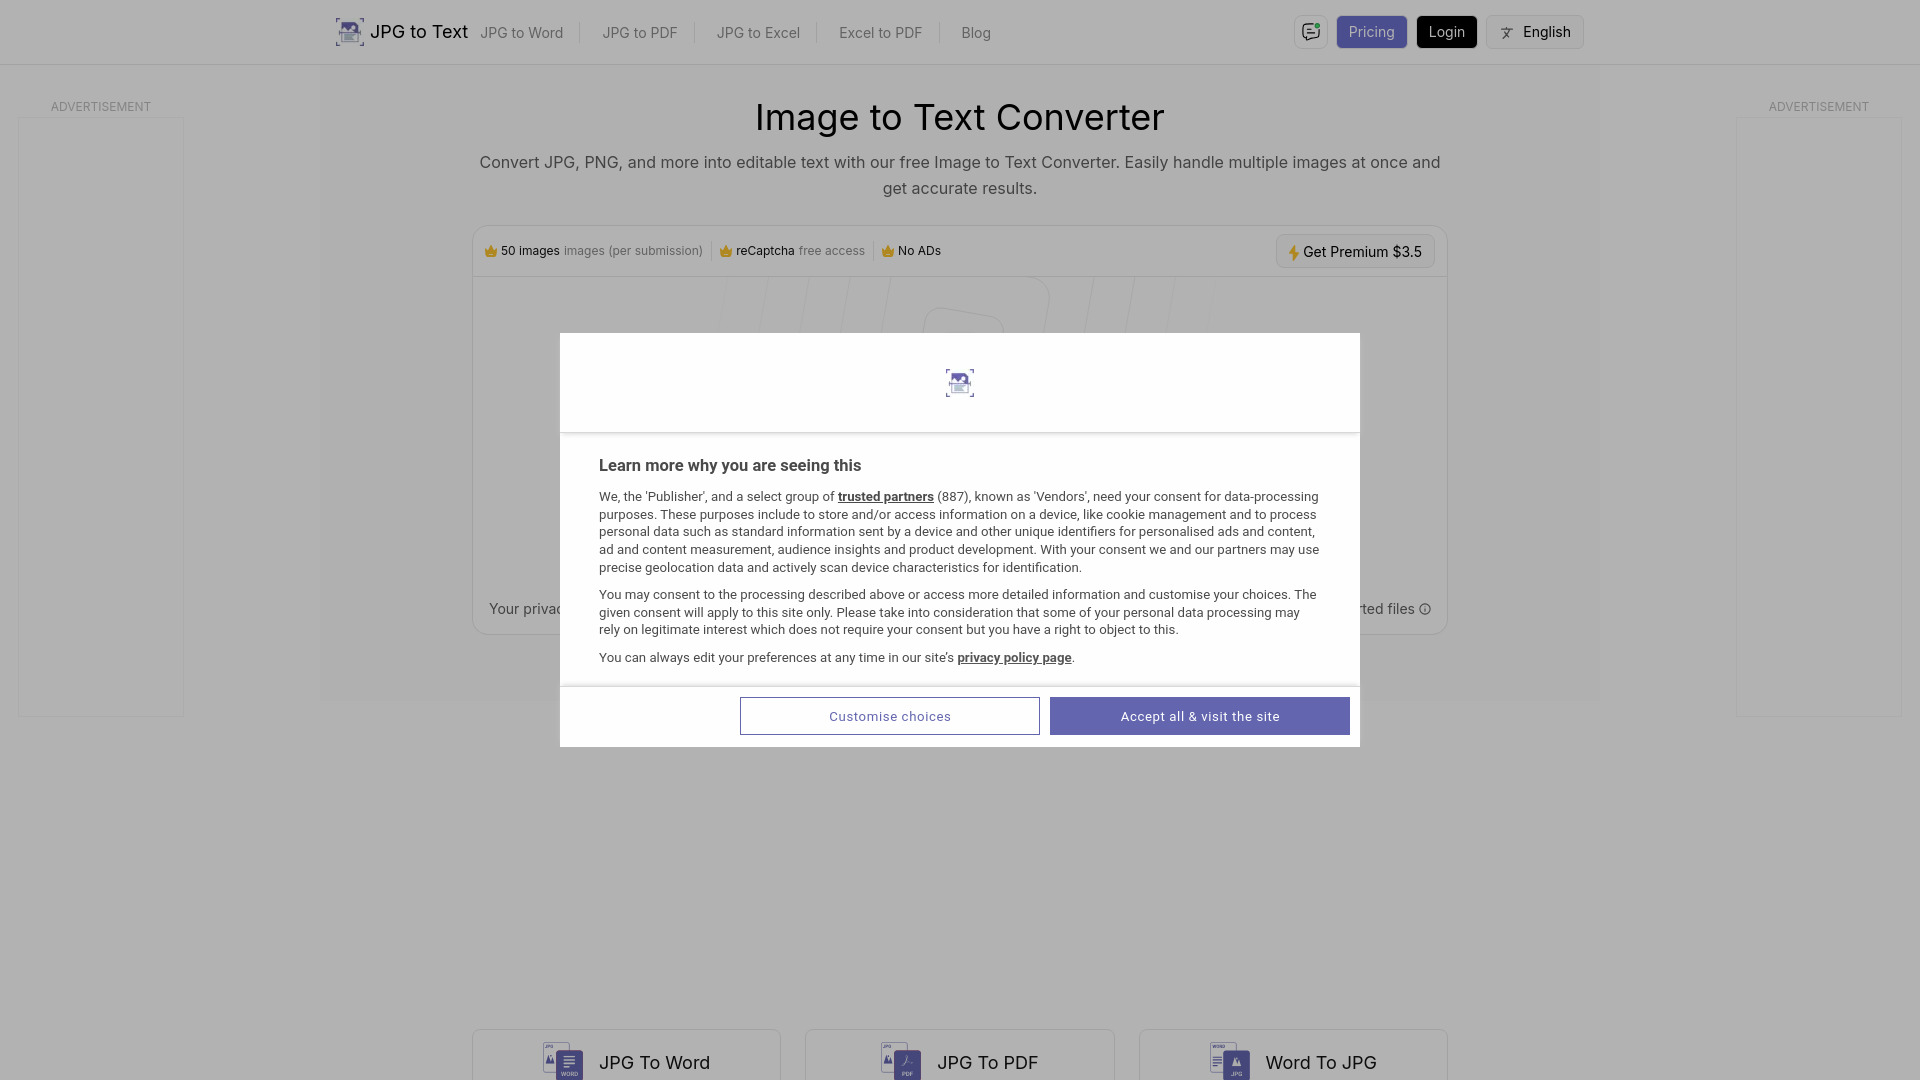 JPG to Text
JPG to Word
JPG to PDF
JPG to Excel
Excel to PDF
Blog
Pricing
Login
English
ADVERTISEMENT
ADVERTISEMENT
Image to Text Converter
Convert JPG, PNG, and more into editable text with our free Image to Text Converter. Easily handle multiple images at once and
get accurate results.
50 images images (per submission)
reCaptcha free access
No ADs
Get Premium $3.5
Learn more why you are seeing this
We, the 'Publisher', and a select group of trusted partners (887), known as 'Vendors', need your consent for data-processing
purposes. These purposes include to store and/or access information on a device, like cookie management and to process
personal data such as standard information sent by a device and other unique identifiers for personalised ads and content,
ad and content measurement, audience insights and product development. With your consent we and our partners may use
precise geolocation data and actively scan device characteristics for identification.
You may consent to the processing described above or access more detailed information and customise your choices. The
given consent will apply to this site only. Please take into consideration that some of your personal data processing may
rely on legitimate interest which does not require your consent but you have a right to object to this.
You can always edit your preferences at any time in our site’s privacy policy page.
Your
files
Customise choices
Accept all & visit the site
JPG
WORD
JPG To Word
JPG
PDF
JPG To PDF
WORD
JPG
Word To JPG